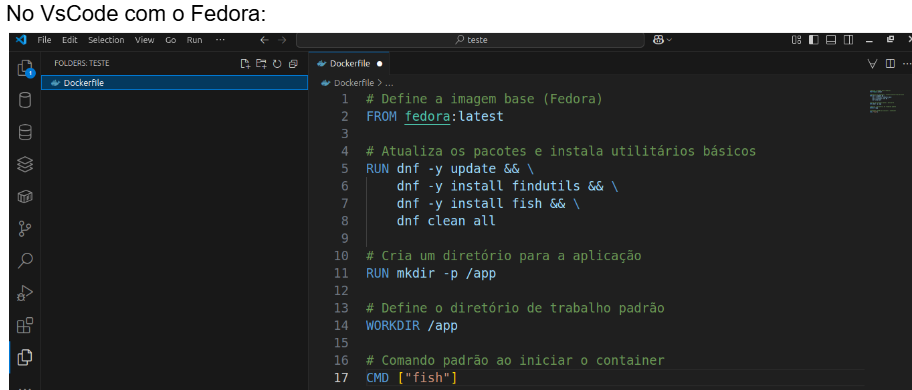 No VsCode com o Fedora:
File Edit Selection View Go Run ··· teste
FOLDERS: TESTE
Dockerfile
Dockerfile
Dockerfile > ...
1 # Define a imagem base (Fedora)
2 FROM fedora:latest
3
4 # Atualiza os pacotes e instala utilitários básicos
5 RUN dnf -y update && \
6 dnf -y install findutils && \
7 dnf -y install fish && \
8 dnf clean all
9
10 # Cria um diretório para a aplicação
11 RUN mkdir -p /app
12
13 # Define o diretório de trabalho padrão
14 WORKDIR /app
15
16 # Comando padrão ao iniciar o container
17 CMD ["fish"]